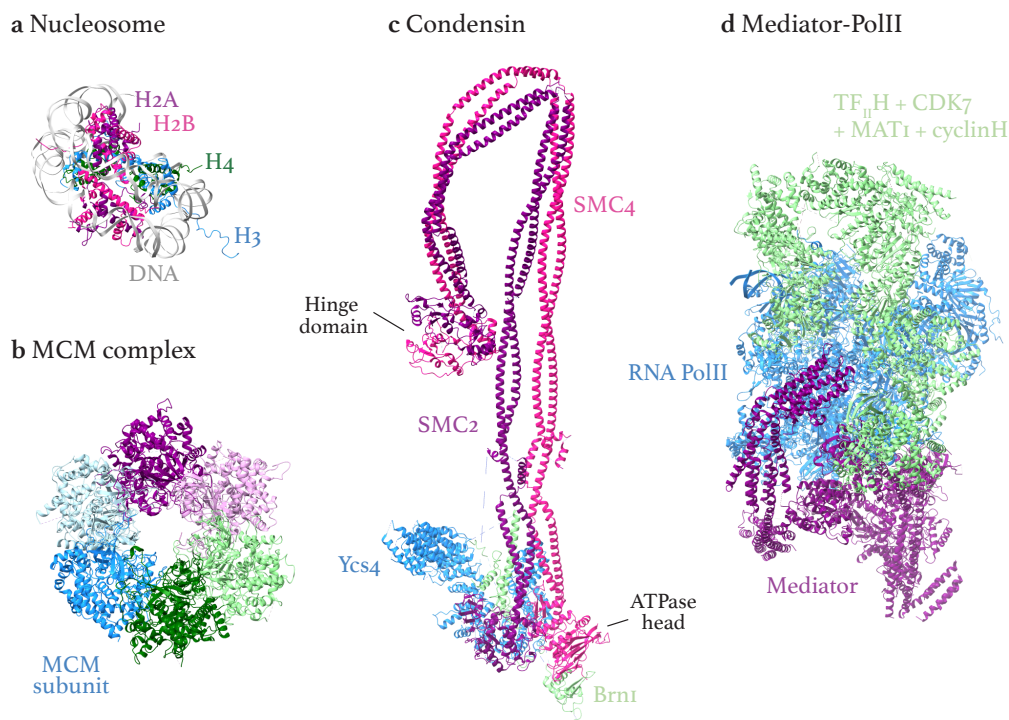 a Nucleosome
H2A
H2B
H4
H3
DNA
b MCM complex
MCM
subunit
c Condensin
SMC4
Hinge
domain
SMC2
Ycs4
ATPase
head
Brn1
d Mediator-PolII
TFIIH + CDK7
+ MAT1 + cyclinH
RNA PolII
Mediator